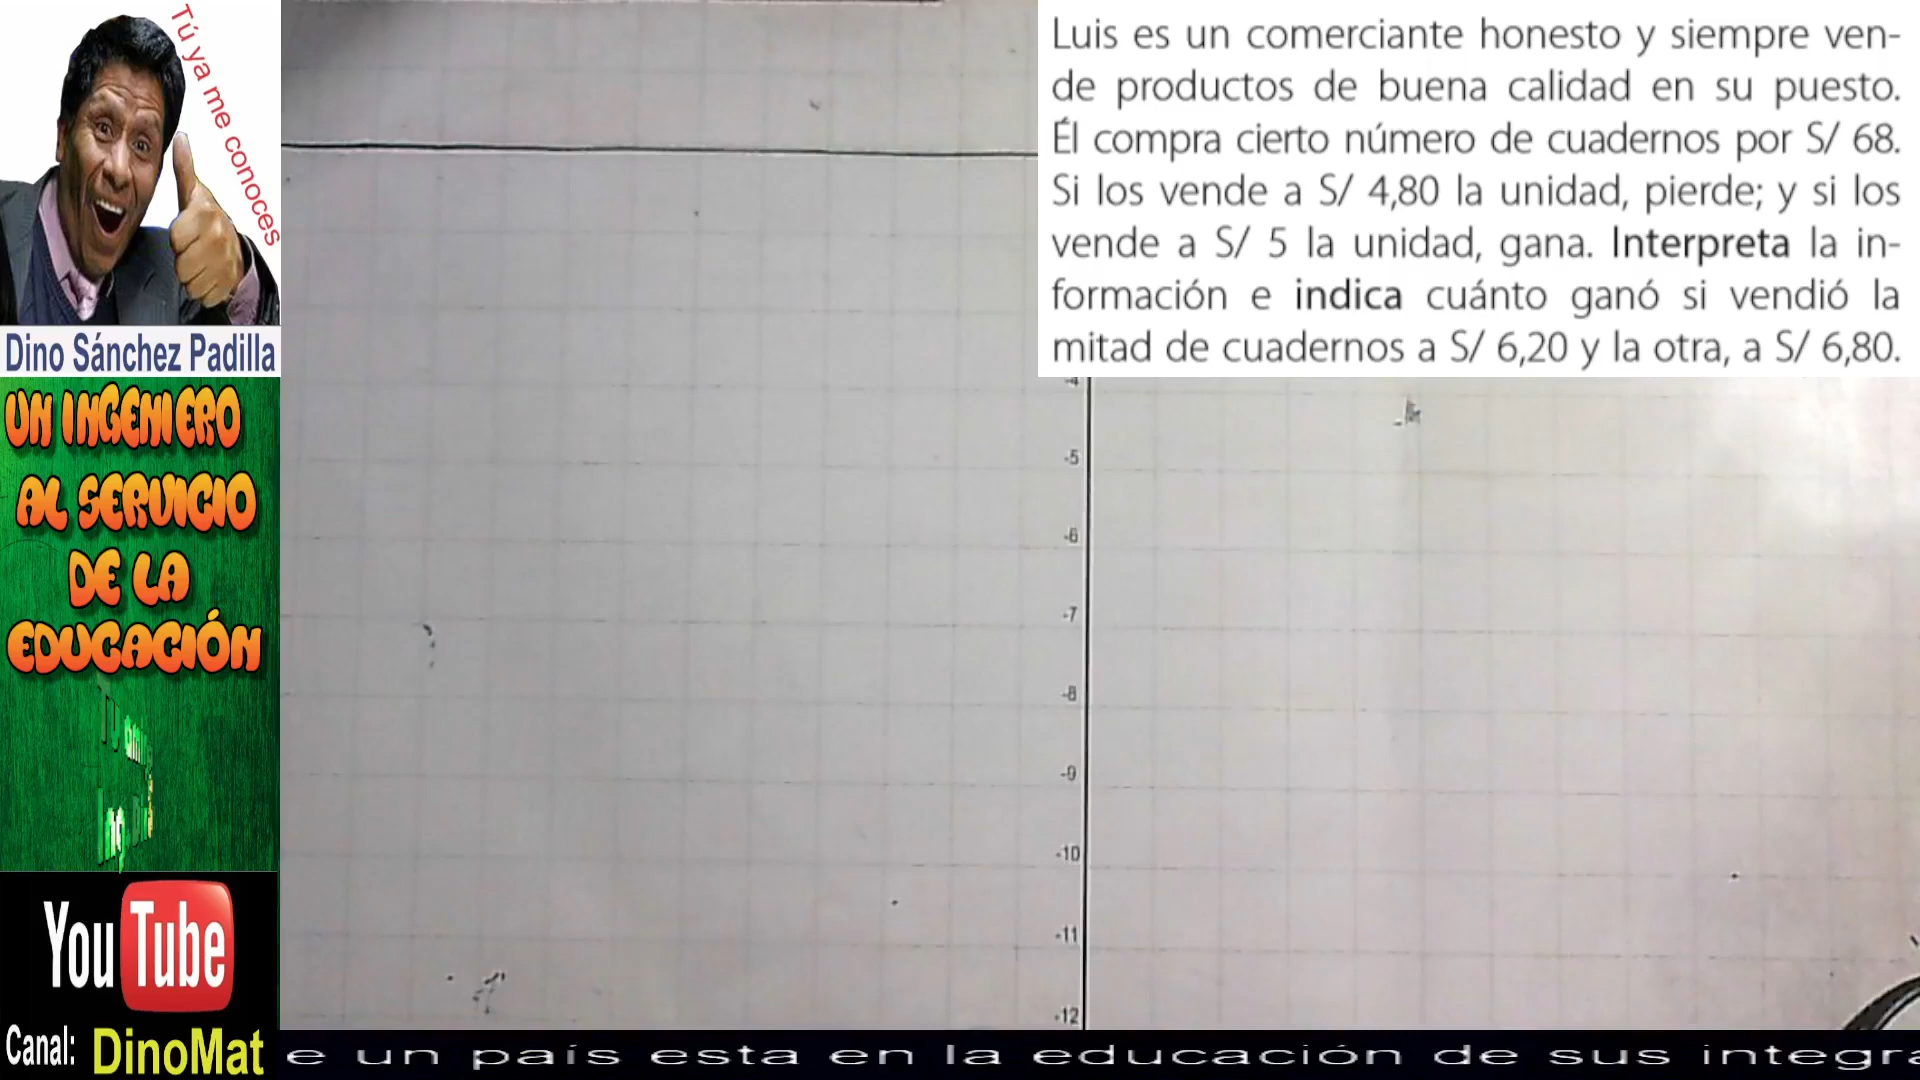 Tú ya me conoces
Dino Sánchez Padilla
UN INGENIERO
AL SERVICIO
DE LA
EDUCACIÓN
You Tube
Canal: DinoMat
Luis es un comerciante honesto y siempre ven-
de productos de buena calidad en su puesto.
Él compra cierto número de cuadernos por S/ 68.
Si los vende a S/ 4,80 la unidad, pierde; y si los
vende a S/ 5 la unidad, gana. Interpreta la in-
formación e indica cuánto ganó si vendió la
mitad de cuadernos a S/ 6,20 y la otra, a S/ 6,80.
-4
-5
-6
-7
-8
-9
-10
-11
-12
e un país esta en la educación de sus